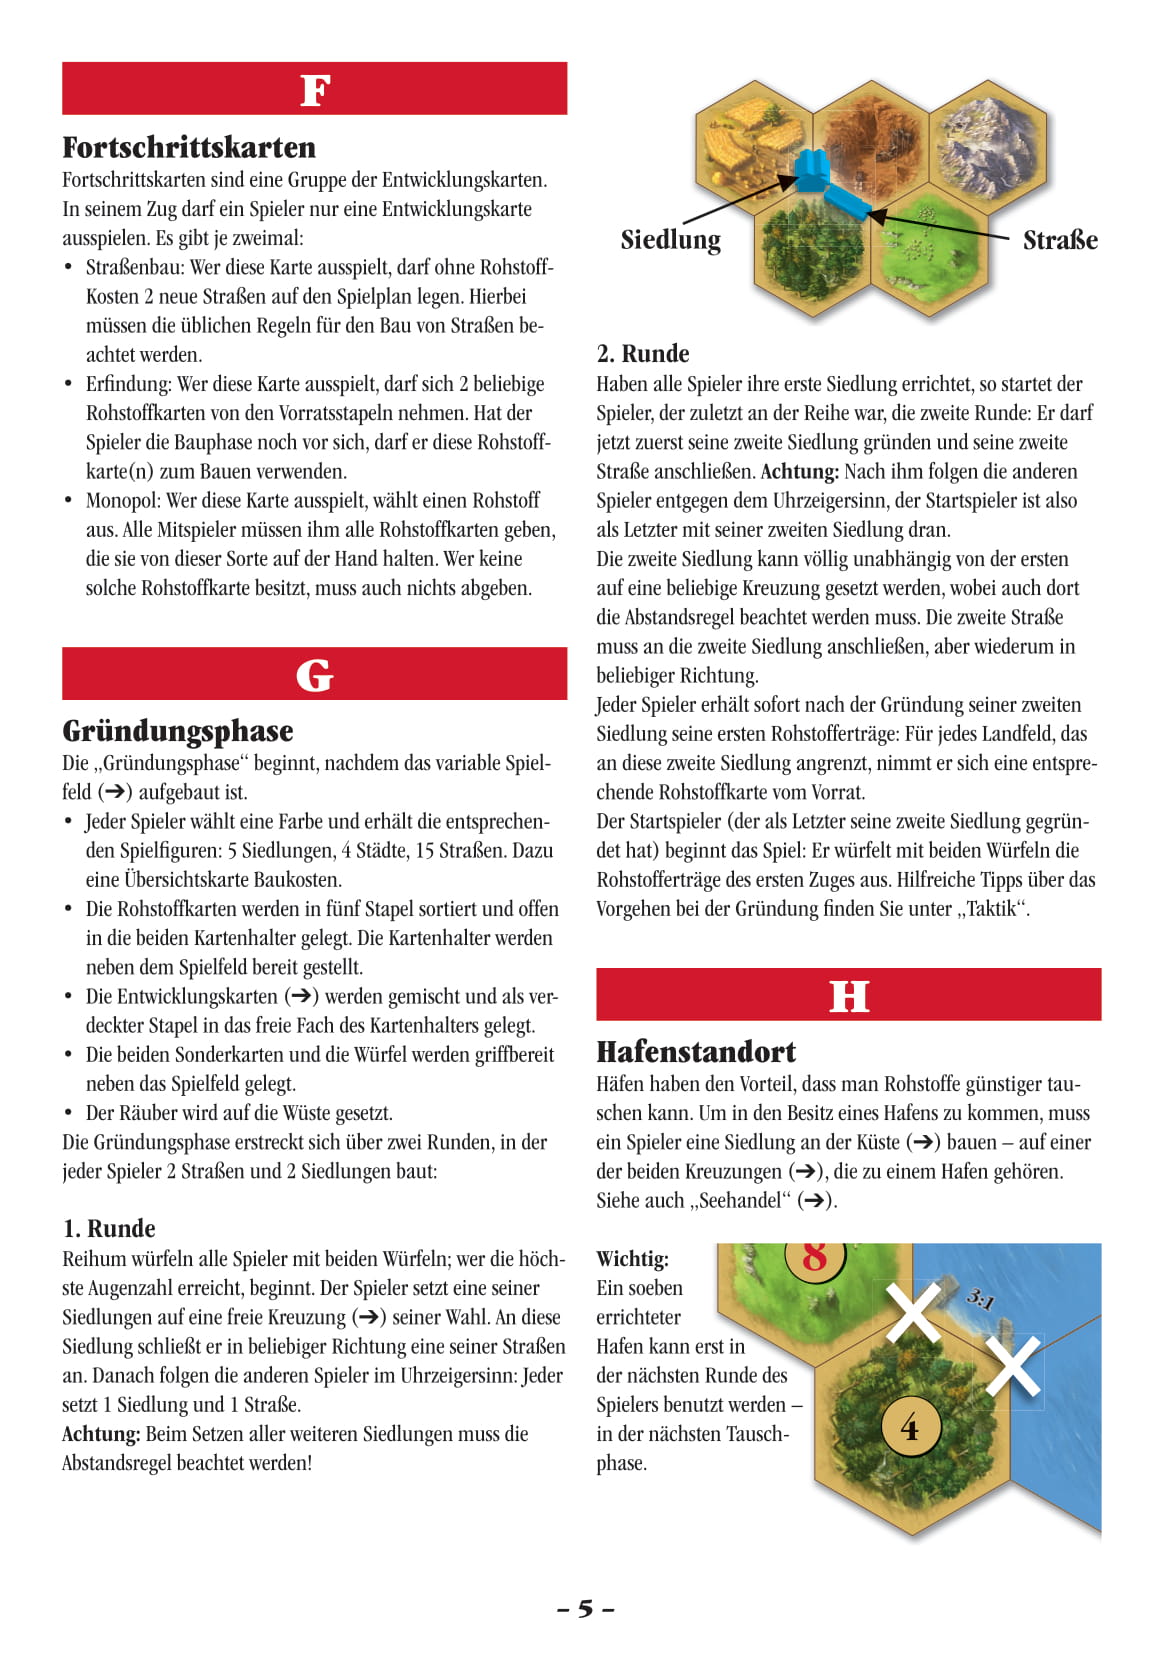 F
Fortschrittskarten
Fortschrittskarten sind eine Gruppe der Entwicklungskarten.
In seinem Zug darf ein Spieler nur eine Entwicklungskarte
ausspielen. Es gibt je zweimal:
• Straßenbau: Wer diese Karte ausspielt, darf ohne Rohstoff-
Kosten 2 neue Straßen auf den Spielplan legen. Hierbei
müssen die üblichen Regeln für den Bau von Straßen be-
achtet werden.
• Erfindung: Wer diese Karte ausspielt, darf sich 2 beliebige
Rohstoffkarten von den Vorratsstapeln nehmen. Hat der
Spieler die Bauphase noch vor sich, darf er diese Rohstoff-
karte(n) zum Bauen verwenden.
• Monopol: Wer diese Karte ausspielt, wählt einen Rohstoff
aus. Alle Mitspieler müssen ihm alle Rohstoffkarten geben,
die sie von dieser Sorte auf der Hand halten. Wer keine
solche Rohstoffkarte besitzt, muss auch nichts abgeben.
G
Gründungsphase
Die „Gründungsphase“ beginnt, nachdem das variable Spiel-
feld (➔) aufgebaut ist.
• Jeder Spieler wählt eine Farbe und erhält die entsprechen-
den Spielfiguren: 5 Siedlungen, 4 Städte, 15 Straßen. Dazu
eine Übersichtskarte Baukosten.
• Die Rohstoffkarten werden in fünf Stapel sortiert und offen
in die beiden Kartenhalter gelegt. Die Kartenhalter werden
neben dem Spielfeld bereit gestellt.
• Die Entwicklungskarten (➔) werden gemischt und als ver-
deckter Stapel in das freie Fach des Kartenhalters gelegt.
• Die beiden Sonderkarten und die Würfel werden griffbereit
neben das Spielfeld gelegt.
• Der Räuber wird auf die Wüste gesetzt.
Die Gründungsphase erstreckt sich über zwei Runden, in der
jeder Spieler 2 Straßen und 2 Siedlungen baut:
1. Runde
Reihum würfeln alle Spieler mit beiden Würfeln; wer die höch-
ste Augenzahl erreicht, beginnt. Der Spieler setzt eine seiner
Siedlungen auf eine freie Kreuzung (➔) seiner Wahl. An diese
Siedlung schließt er in beliebiger Richtung eine seiner Straßen
an. Danach folgen die anderen Spieler im Uhrzeigersinn: Jeder
setzt 1 Siedlung und 1 Straße.
Achtung: Beim Setzen aller weiteren Siedlungen muss die
Abstandsregel beachtet werden!
Siedlung
Straße
2. Runde
Haben alle Spieler ihre erste Siedlung errichtet, so startet der
Spieler, der zuletzt an der Reihe war, die zweite Runde: Er darf
jetzt zuerst seine zweite Siedlung gründen und seine zweite
Straße anschließen. Achtung: Nach ihm folgen die anderen
Spieler entgegen dem Uhrzeigersinn, der Startspieler ist also
als Letzter mit seiner zweiten Siedlung dran.
Die zweite Siedlung kann völlig unabhängig von der ersten
auf eine beliebige Kreuzung gesetzt werden, wobei auch dort
die Abstandsregel beachtet werden muss. Die zweite Straße
muss an die zweite Siedlung anschließen, aber wiederum in
beliebiger Richtung.
Jeder Spieler erhält sofort nach der Gründung seiner zweiten
Siedlung seine ersten Rohstofferträge: Für jedes Landfeld, das
an diese zweite Siedlung angrenzt, nimmt er sich eine entspre-
chende Rohstoffkarte vom Vorrat.
Der Startspieler (der als Letzter seine zweite Siedlung gegrün-
det hat) beginnt das Spiel: Er würfelt mit beiden Würfeln die
Rohstofferträge des ersten Zuges aus. Hilfreiche Tipps über das
Vorgehen bei der Gründung finden Sie unter „Taktik“.
H
Hafenstandort
Häfen haben den Vorteil, dass man Rohstoffe günstiger tau-
schen kann. Um in den Besitz eines Hafens zu kommen, muss
ein Spieler eine Siedlung an der Küste (➔) bauen – auf einer
der beiden Kreuzungen (➔), die zu einem Hafen gehören.
Siehe auch „Seehandel“ (➔).
Wichtig:
Ein soeben
errichteter
Hafen kann erst in
der nächsten Runde des
Spielers benutzt werden –
in der nächsten Tausch-
phase.
8
3:1
4
– 5 –